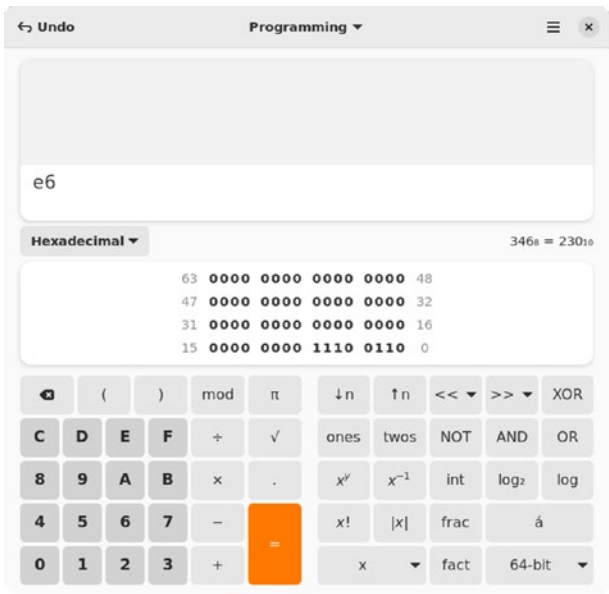 Undo Programming
e6
Hexadecimal 346₈ = 230₁₀
63 0000 0000 0000 0000 48
47 0000 0000 0000 0000 32
31 0000 0000 0000 0000 16
15 0000 0000 1110 0110 0
( ) mod π ↓n ↑n << >> XOR
C D E F ÷ √ ones twos NOT AND OR
8 9 A B × . xʸ x⁻¹ int log₂ log
4 5 6 7 − = x! |x| frac á
0 1 2 3 + x fact 64-bit